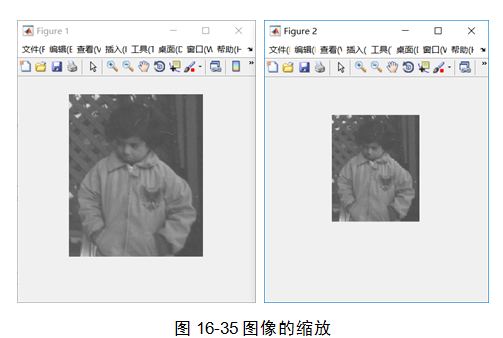 Figure 1
文件(F 编辑(E 查看(V 插入(I 工具(T 桌面(D 窗口(W 帮助(H
Figure 2
文件(F 编辑(E 查看(V 插入(I 工具(T 桌面(D 窗口(W 帮助(H
图 16-35 图像的缩放